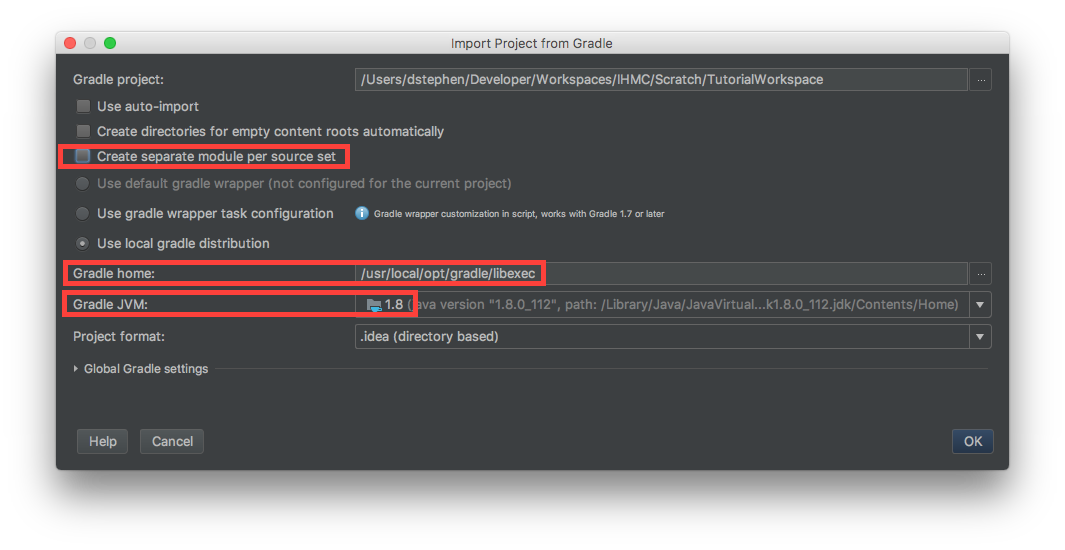 Import Project from Gradle
Gradle project: /Users/dstephen/Developer/Workspaces/IHMC/Scratch/TutorialWorkspace ...
Use auto-import
Create directories for empty content roots automatically
Create separate module per source set
Use default gradle wrapper (not configured for the current project)
Use gradle wrapper task configuration i Gradle wrapper customization in script, works with Gradle 1.7 or later
Use local gradle distribution
Gradle home: /usr/local/opt/gradle/libexec ...
Gradle JVM: 1.8 (java version "1.8.0_112", path: /Library/Java/JavaVirtual...k1.8.0_112.jdk/Contents/Home)
Project format: .idea (directory based)
Global Gradle settings
Help Cancel OK